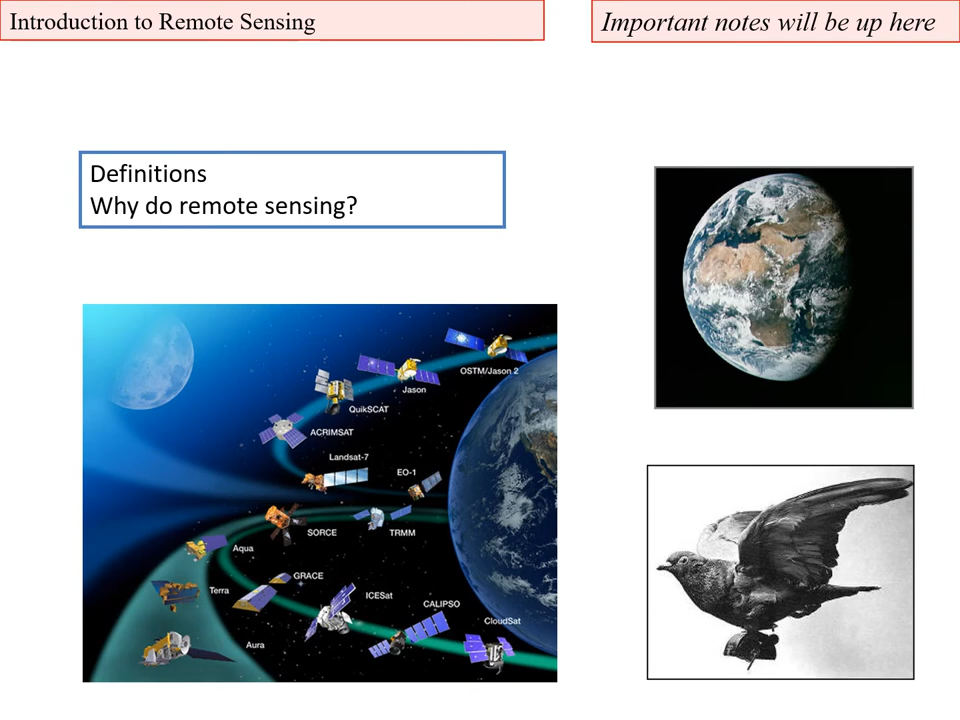 Introduction to Remote Sensing
Important notes will be up here
Definitions
Why do remote sensing?
OSTM/Jason 2
Jason
QuikSCAT
ACRIMSAT
Landsat-7
EO-1
SORCE
TRMM
Aqua
GRACE
Terra
ICESat
CALIPSO
CloudSat
Aura